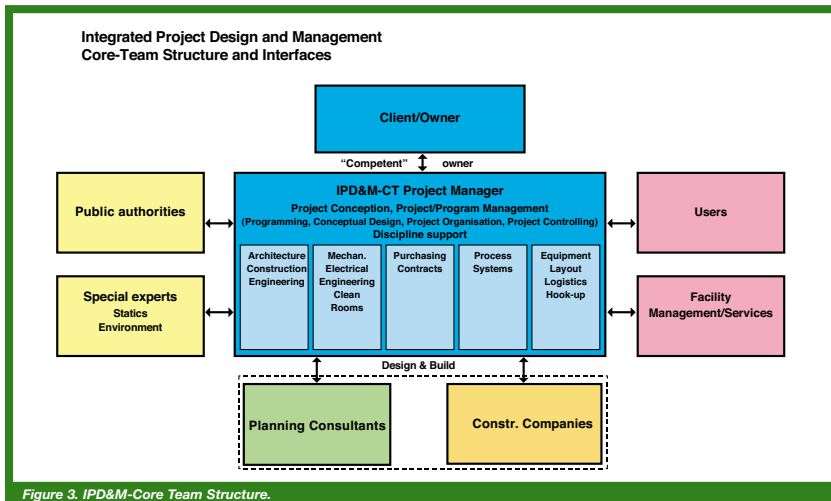 Integrated Project Design and Management
Core-Team Structure and Interfaces
Client/Owner
“Competent” owner
Public authorities
IPD&M-CT Project Manager
Project Conception, Project/Program Management
(Programming, Conceptual Design, Project Organisation, Project Controlling)
Discipline support
Users
Architecture
Construction
Engineering
Mechan.
Electrical
Engineering
Clean
Rooms
Purchasing
Contracts
Process
Systems
Equipment
Layout
Logistics
Hook-up
Special experts
Statics
Environment
Facility
Management/Services
Design & Build
Planning Consultants
Constr. Companies
Figure 3. IPD&M-Core Team Structure.